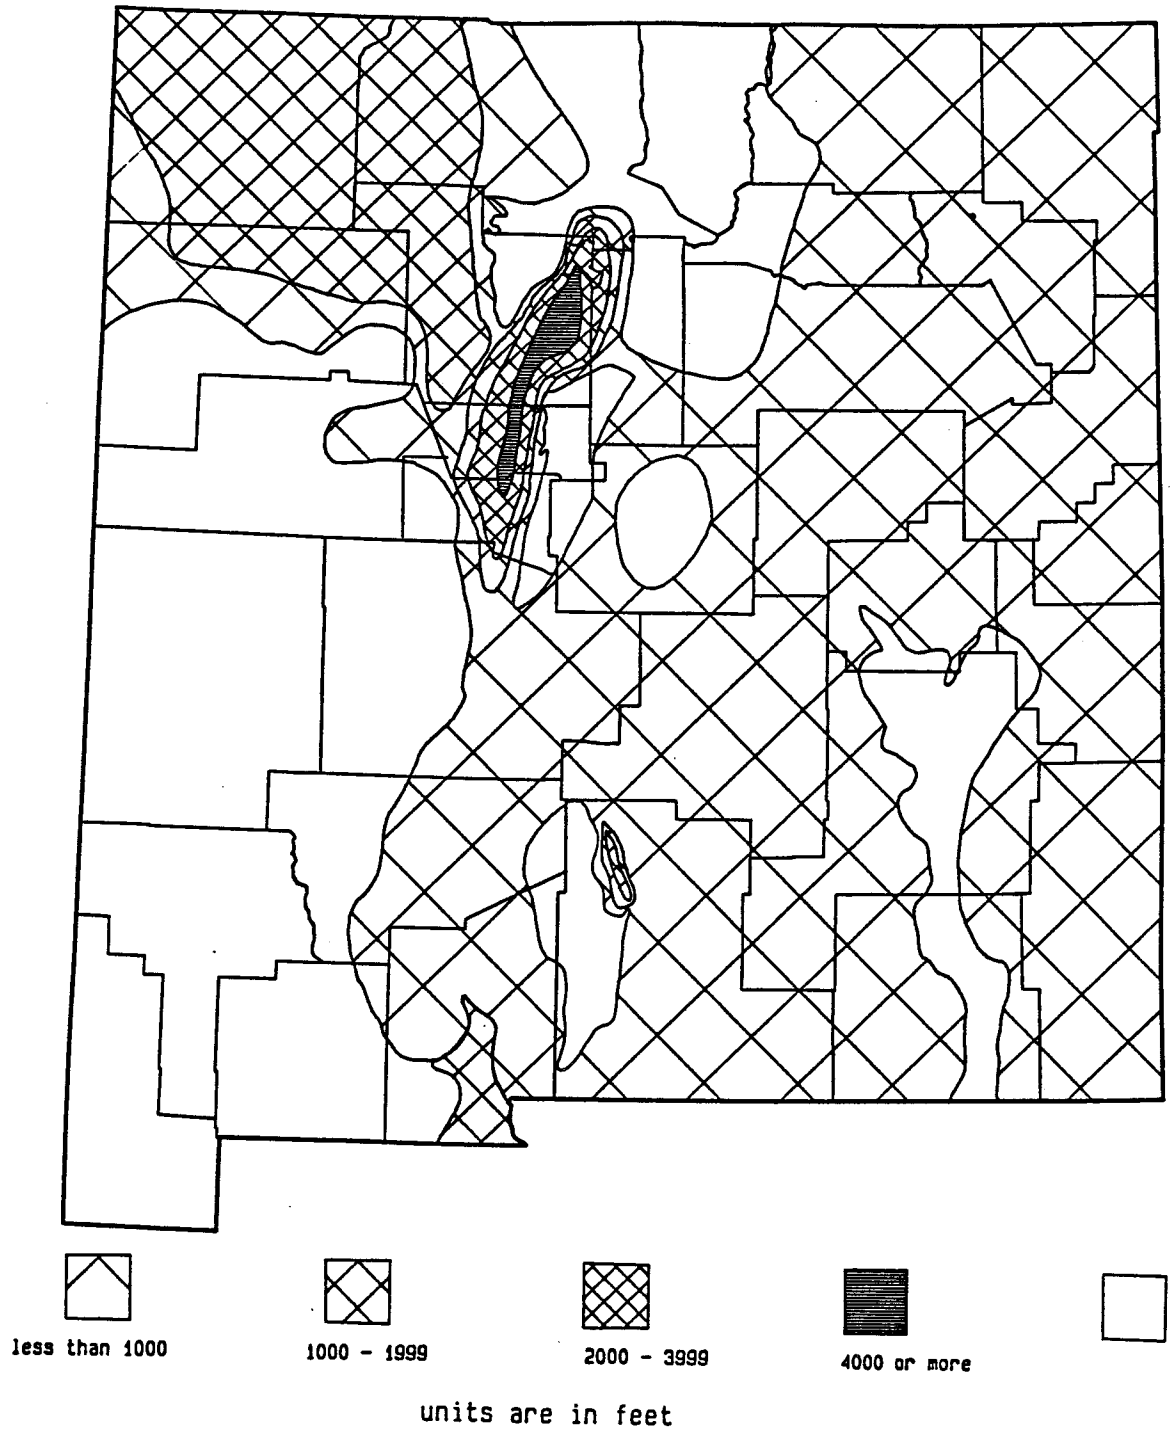 less than 1000
1000 - 1999
2000 - 3999
4000 or more
units are in feet